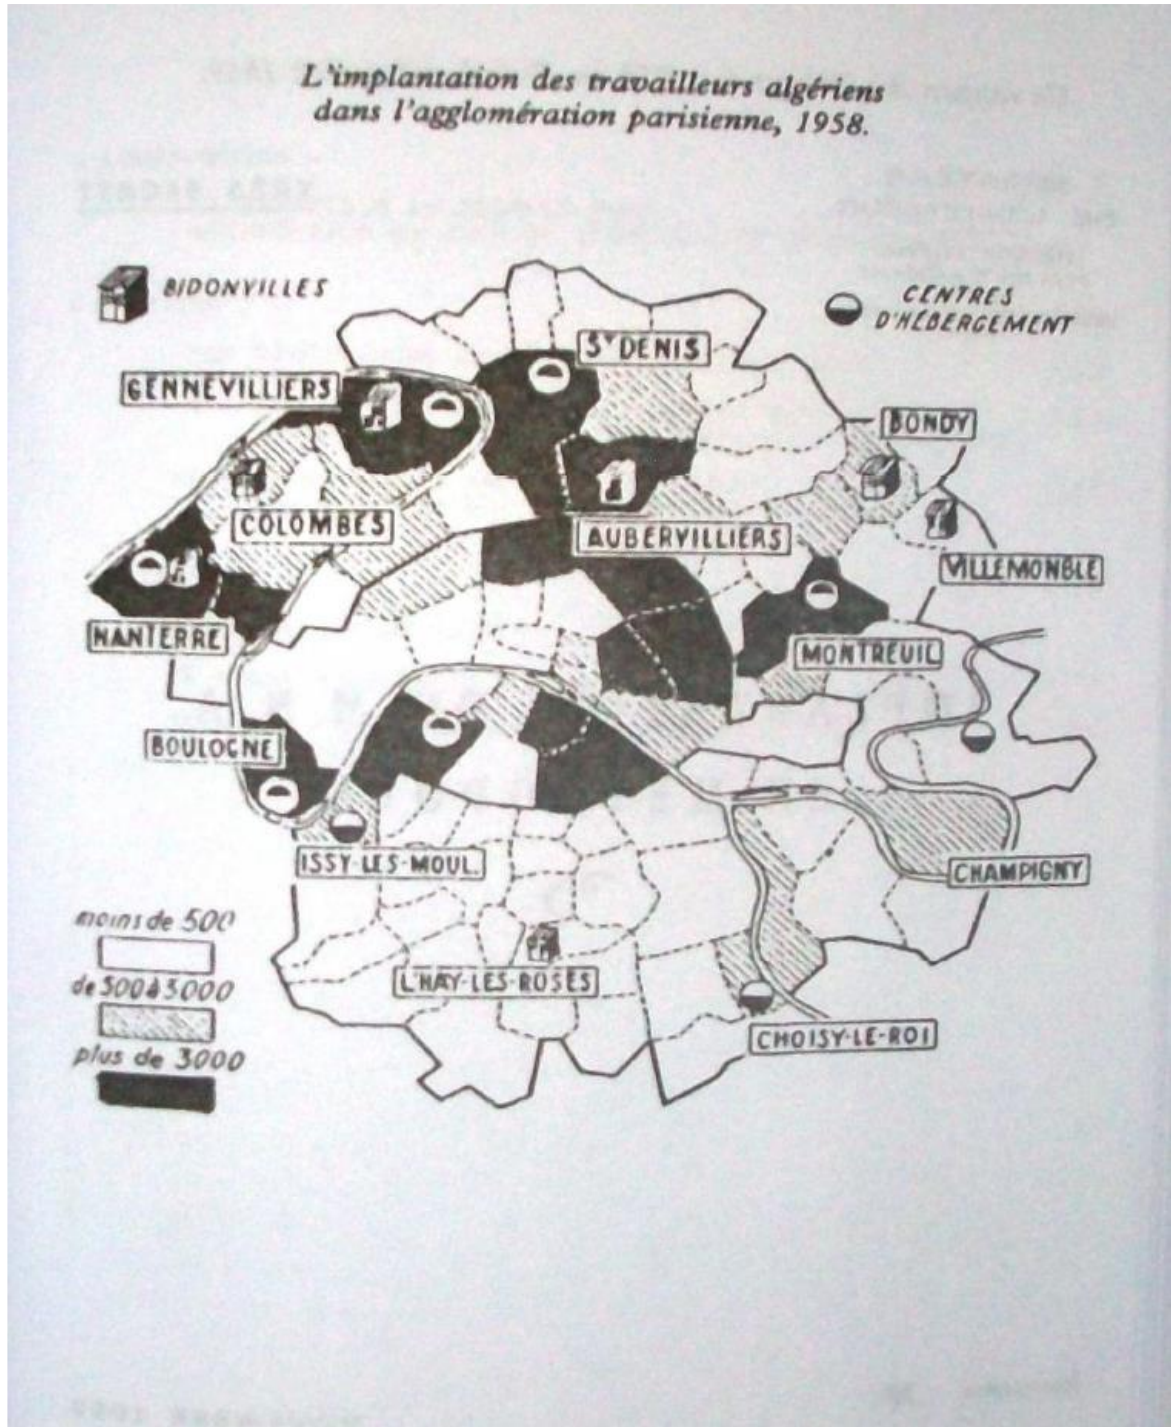 L'implantation des travailleurs algériens
dans l'agglomération parisienne, 1958.
BIDONVILLES
CENTRES
D'HÉBERGEMENT
ST DENIS
GENNEVILLIERS
BONDY
COLOMBES
AUBERVILLIERS
VILLEMONBLE
NANTERRE
MONTREUIL
BOULOGNE
ISSY-LES-MOUL.
CHAMPIGNY
moins de 500
de 500 à 3000
plus de 3000
L'HAY-LES-ROSES
CHOISY-LE-ROI